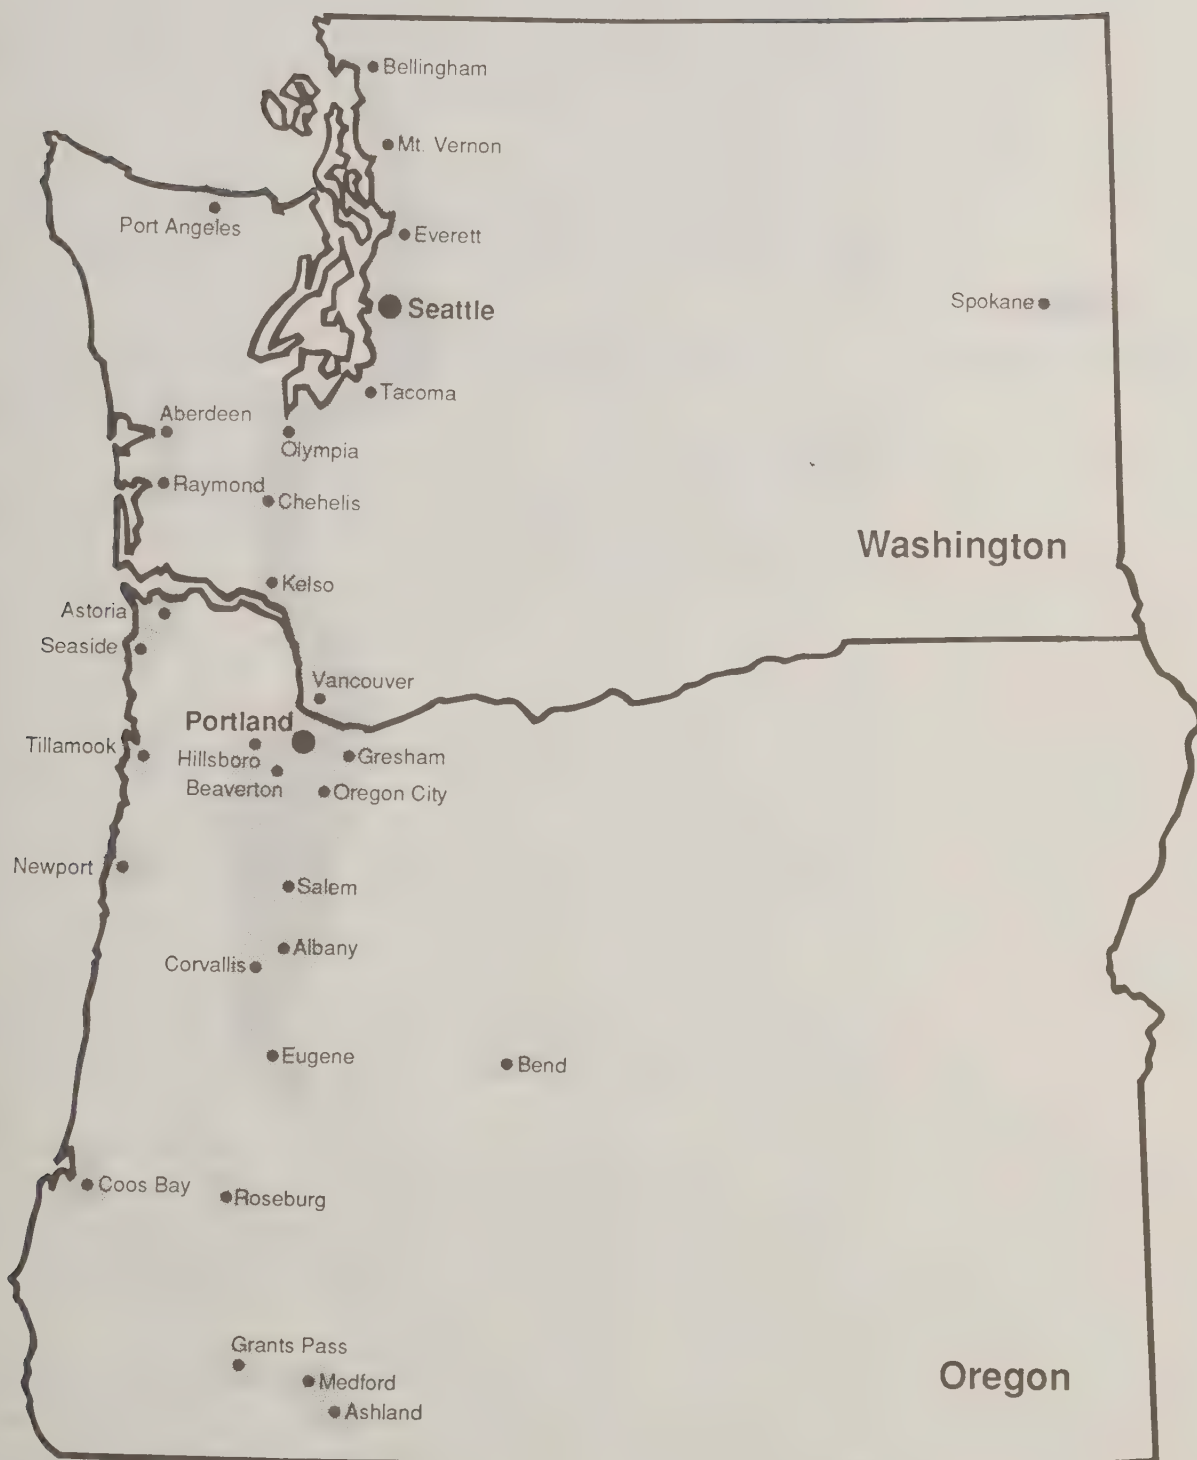 Bellingham
Mt. Vernon
Port Angeles
Everett
Seattle
Spokane
Tacoma
Aberdeen
Olympia
Raymond
Chehelis
Washington
Kelso
Astoria
Seaside
Vancouver
Portland
Tillamook
Hillsboro
Gresham
Beaverton
Oregon City
Newport
Salem
Albany
Corvallis
Eugene
Bend
Coos Bay
Roseburg
Grants Pass
Medford
Oregon
Ashland